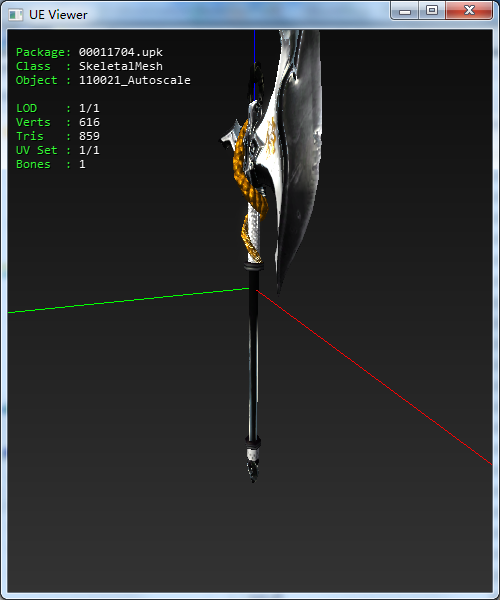 UE Viewer
Package: 00011704.upk
Class  : SkeletalMesh
Object : 110021_Autoscale
LOD    : 1/1
Verts  : 616
Tris   : 859
UV Set : 1/1
Bones  : 1